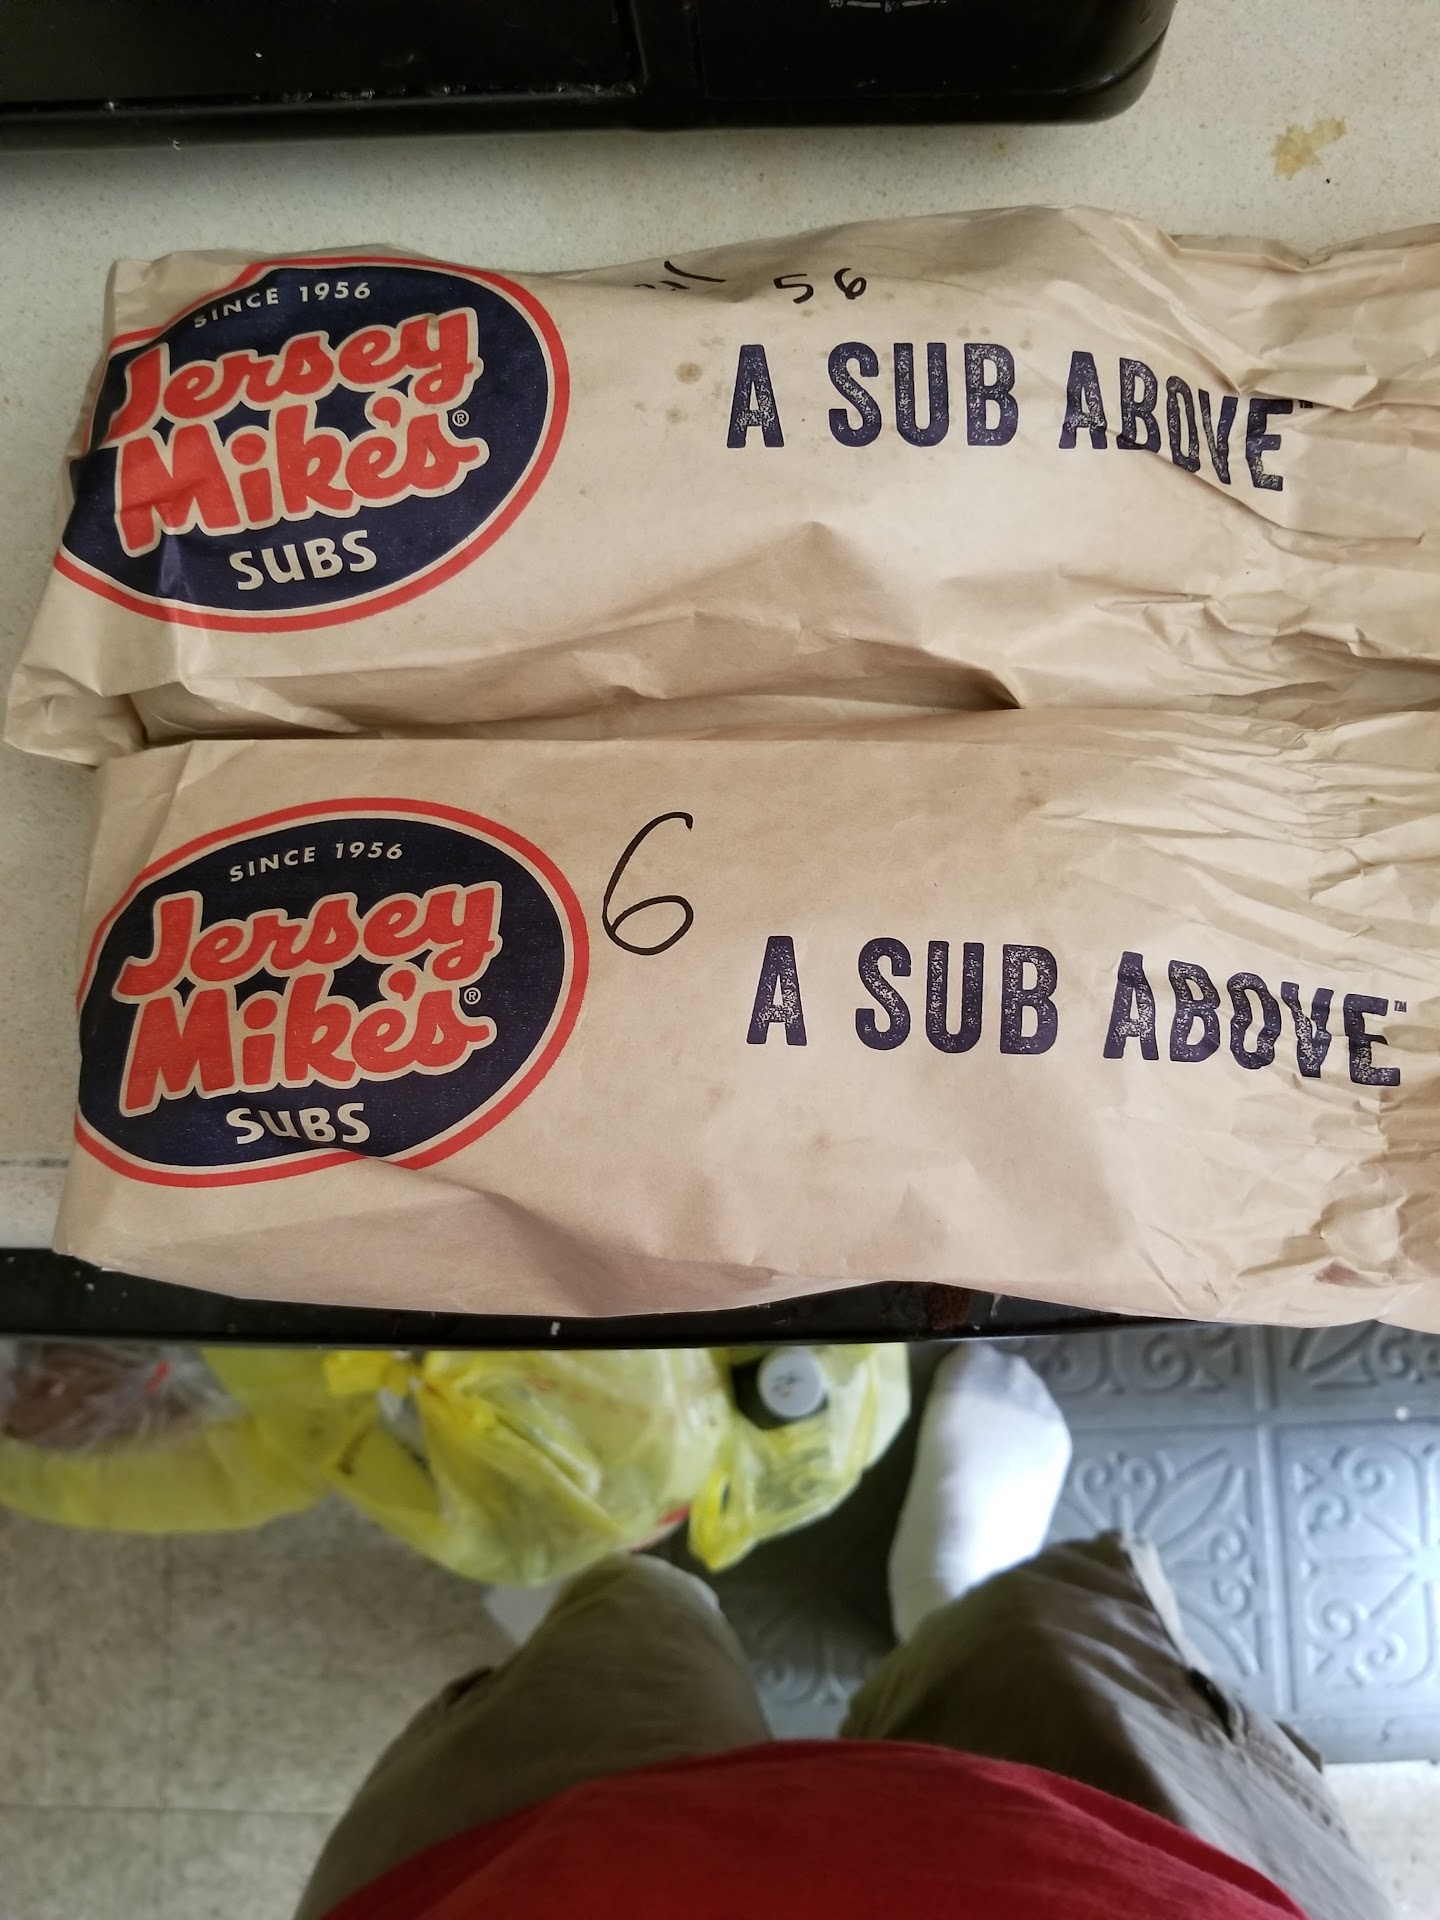 SINCE 1956
Jersey
Mike's®
SUBS
56
A SUB ABOVE™
SINCE 1956
Jersey
Mike's®
SUBS
6
A SUB ABOVE™